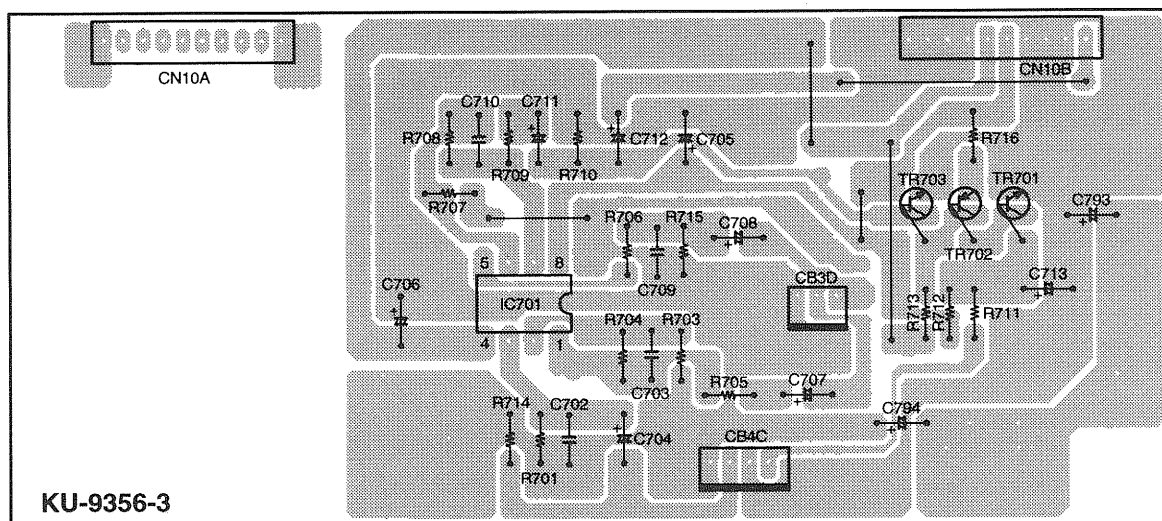 CN10A
CN10B
C710
C711
R708
C712
C705
R716
R709
R710
TR703
TR701
R707
R706
R715
C708
C793
TR702
5
8
C709
CB3D
C713
C706
IC701
R704
R703
R713
R712
R711
4
1
C703
R705
C707
R714
C702
C794
C704
CB4C
R701
KU-9356-3